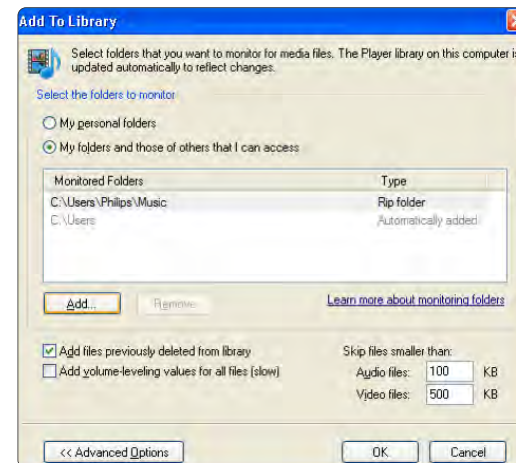 Add To Library
Select folders that you want to monitor for media files. The Player library on this computer is
updated automatically to reflect changes.
Select the folders to monitor
My personal folders
My folders and those of others that I can access
Monitored Folders Type
C:\Users\Philips\Music Rip folder
C:\Users Automatically added
Add... Remove Learn more about monitoring folders
Add files previously deleted from library Skip files smaller than:
Add volume-leveling values for all files (slow) Audio files: 100 KB
Video files: 500 KB
<< Advanced Options OK Cancel